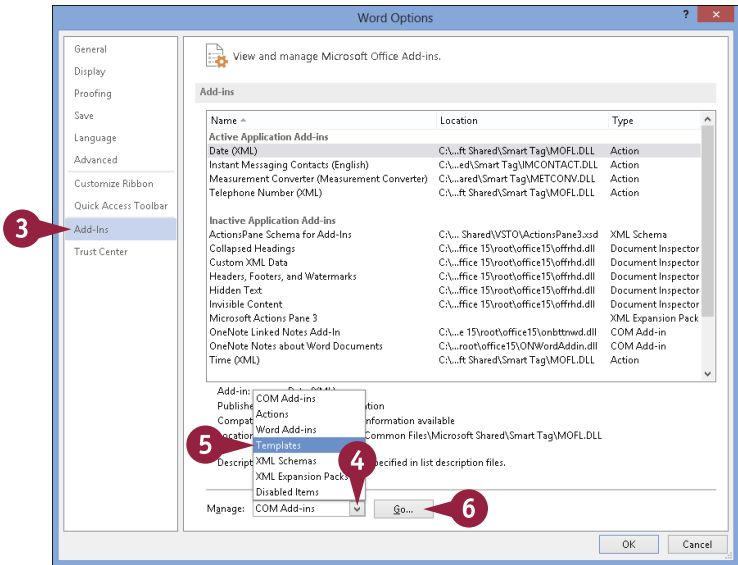 Word Options
?
×
General
Display
Proofing
Save
Language
Advanced
Customize Ribbon
Quick Access Toolbar
Add-Ins
Trust Center
3
View and manage Microsoft Office Add-ins.
Add-ins
Name Location Type
Active Application Add-ins
Date (XML) C:\...ft Shared\Smart Tag\MOFL.DLL Action
Instant Messaging Contacts (English) C:\...ed\Smart Tag\IMCONTACT.DLL Action
Measurement Converter (Measurement Converter) C:\...ared\Smart Tag\METCONV.DLL Action
Telephone Number (XML) C:\...ft Shared\Smart Tag\MOFL.DLL Action
Inactive Application Add-ins
ActionsPane Schema for Add-Ins C:\... Shared\VSTO\ActionsPane3.xsd XML Schema
Collapsed Headings C:\...ffice 15\root\office15\offrhd.dll Document Inspector
Custom XML Data C:\...ffice 15\root\office15\offrhd.dll Document Inspector
Headers, Footers, and Watermarks C:\...ffice 15\root\office15\offrhd.dll Document Inspector
Hidden Text C:\...ffice 15\root\office15\offrhd.dll Document Inspector
Invisible Content C:\...ffice 15\root\office15\offrhd.dll Document Inspector
Microsoft Actions Pane 3 XML Expansion Pack
OneNote Linked Notes Add-In C:\...e 15\root\office15\onbttnwd.dll COM Add-in
OneNote Notes about Word Documents C:\...root\office15\ONWordAddin.dll COM Add-in
Time (XML) C:\...ft Shared\Smart Tag\MOFL.DLL Action
Add-in:
Publishe
Compat nformation available
Location Common Files\Microsoft Shared\Smart Tag\MOFL.DLL
Descript pecified in list description files.
COM Add-ins
Actions
Word Add-ins
Templates
XML Schemas
XML Expansion Packs
Disabled Items
5
4
Manage: COM Add-ins Go...
6
OK Cancel